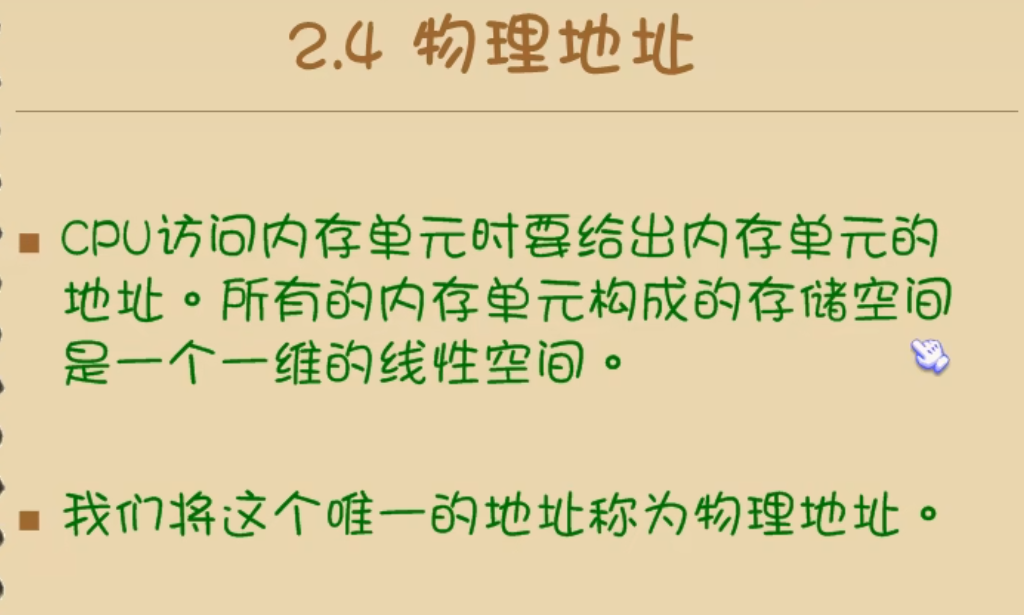 2.4 物理地址
CPU访问内存单元时要给出内存单元的
地址。所有的内存单元构成的存储空间
是一个一维的线性空间。
我们将这个唯一的地址称为物理地址。